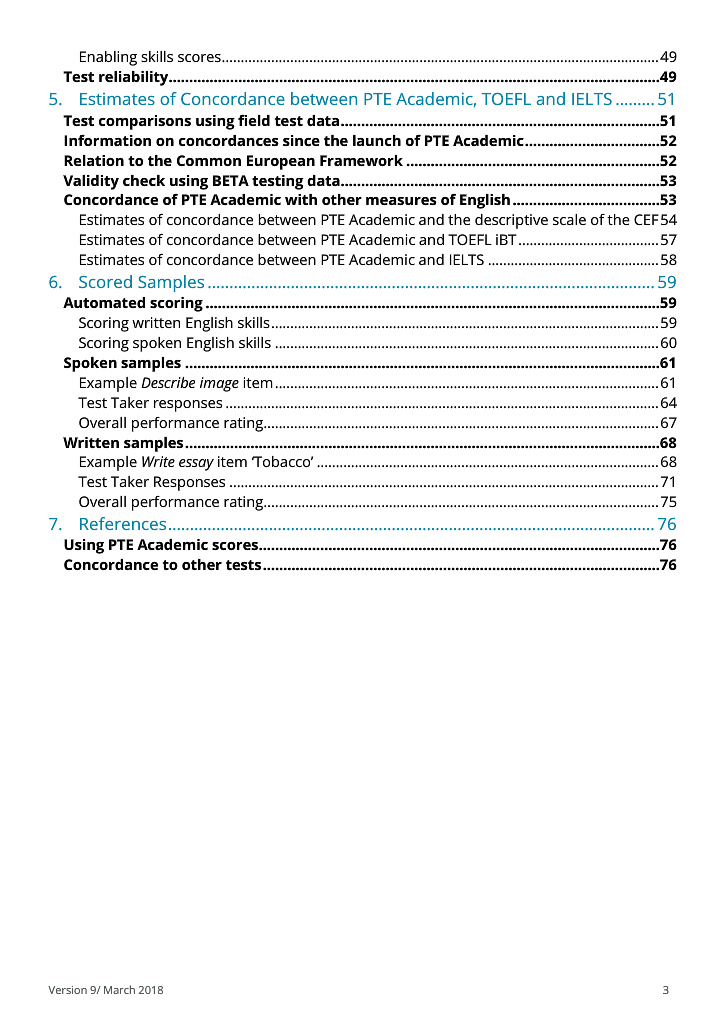 Enabling skills scores....................................................................................................49
Test reliability....................................................................................................49
5. Estimates of Concordance between PTE Academic, TOEFL and IELTS .........51
Test comparisons using field test data..............................................................................51
Information on concordances since the launch of PTE Academic.................................52
Relation to the Common European Framework ..............................................................52
Validity check using BETA testing data..............................................................................53
Concordance of PTE Academic with other measures of English....................................53
Estimates of concordance between PTE Academic and the descriptive scale of the CEF54
Estimates of concordance between PTE Academic and TOEFL iBT.................................57
Estimates of concordance between PTE Academic and IELTS ........................................58
6. Scored Samples....................................................................................................59
Automated scoring ....................................................................................................59
Scoring written English skills..............................................................................................59
Scoring spoken English skills .............................................................................................60
Spoken samples ....................................................................................................61
Example Describe image item.............................................................................................61
Test Taker responses ....................................................................................................64
Overall performance rating................................................................................................67
Written samples....................................................................................................68
Example Write essay item ‘Tobacco’ ...................................................................................68
Test Taker Responses ....................................................................................................71
Overall performance rating................................................................................................75
7. References....................................................................................................76
Using PTE Academic scores.................................................................................................76
Concordance to other tests.................................................................................................76
Version 9/ March 2018 3